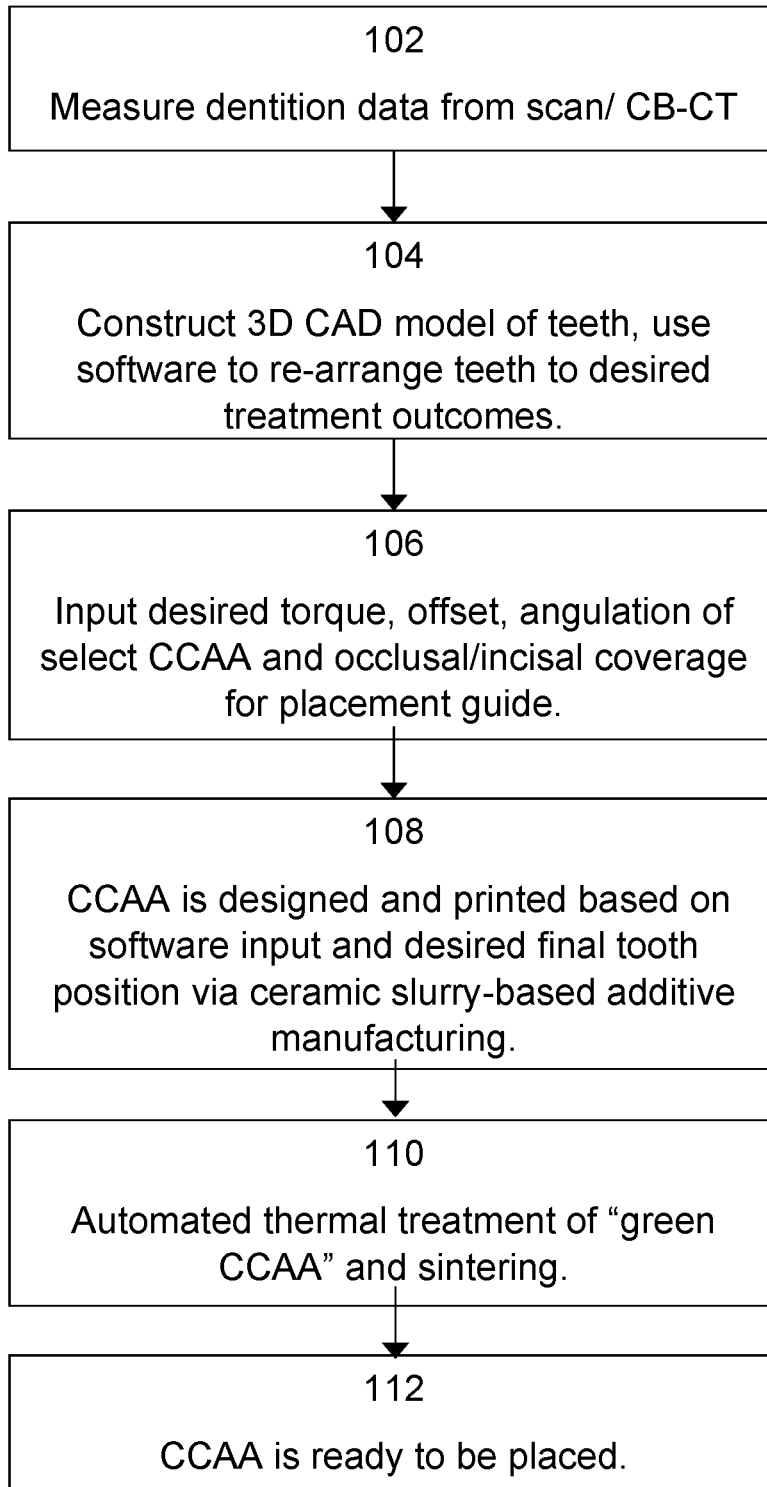 102
Measure dentition data from scan/ CB-CT
104
Construct 3D CAD model of teeth, use
software to re-arrange teeth to desired
treatment outcomes.
106
Input desired torque, offset, angulation of
select CCAA and occlusal/incisal coverage
for placement guide.
108
CCAA is designed and printed based on
software input and desired final tooth
position via ceramic slurry-based additive
manufacturing.
110
Automated thermal treatment of “green
CCAA” and sintering.
112
CCAA is ready to be placed.